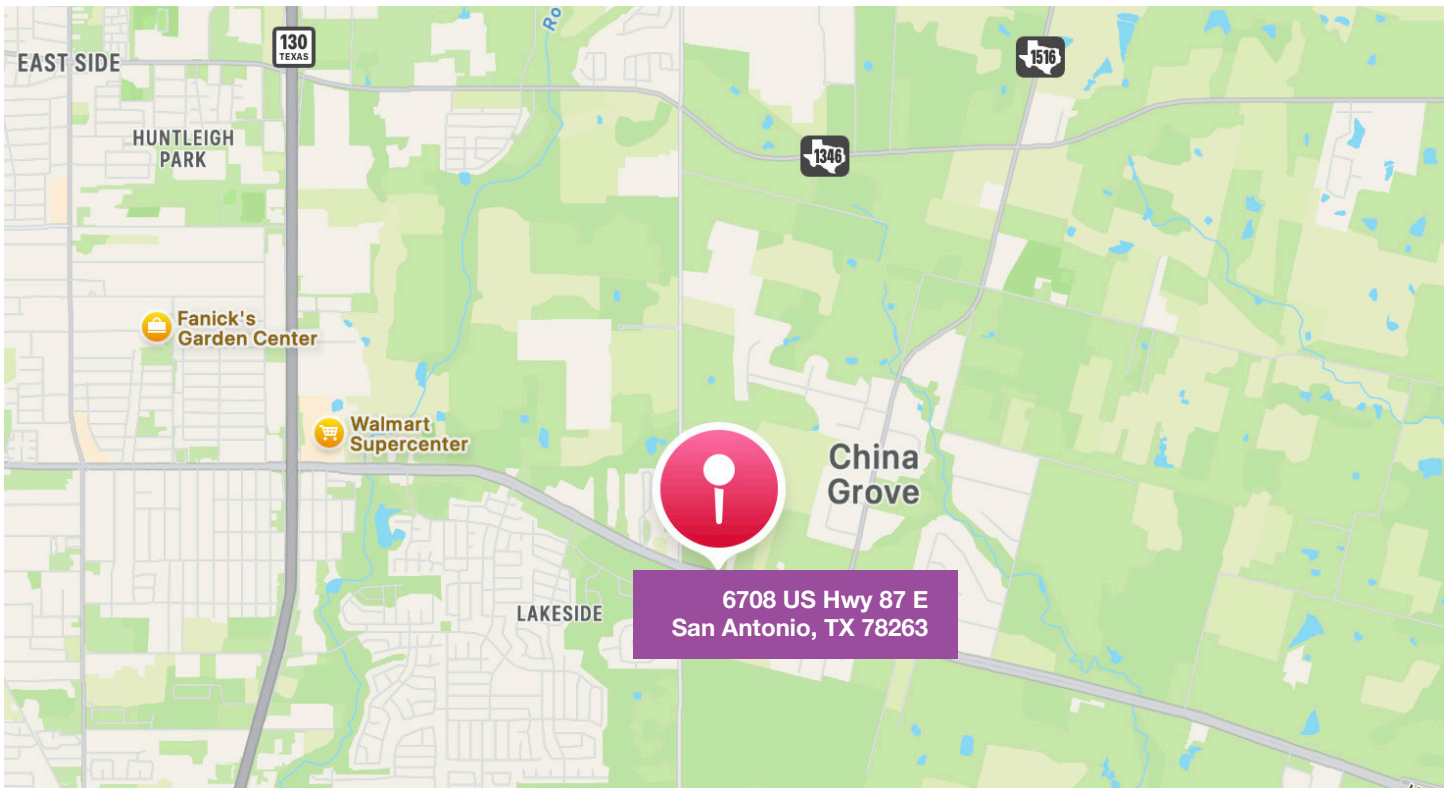 Ro
130
TEXAS
EAST SIDE
1516
HUNTLEIGH
PARK
1346
Fanick's
Garden Center
Walmart
Supercenter
China
Grove
6708 US Hwy 87 E
San Antonio, TX 78263
LAKESIDE